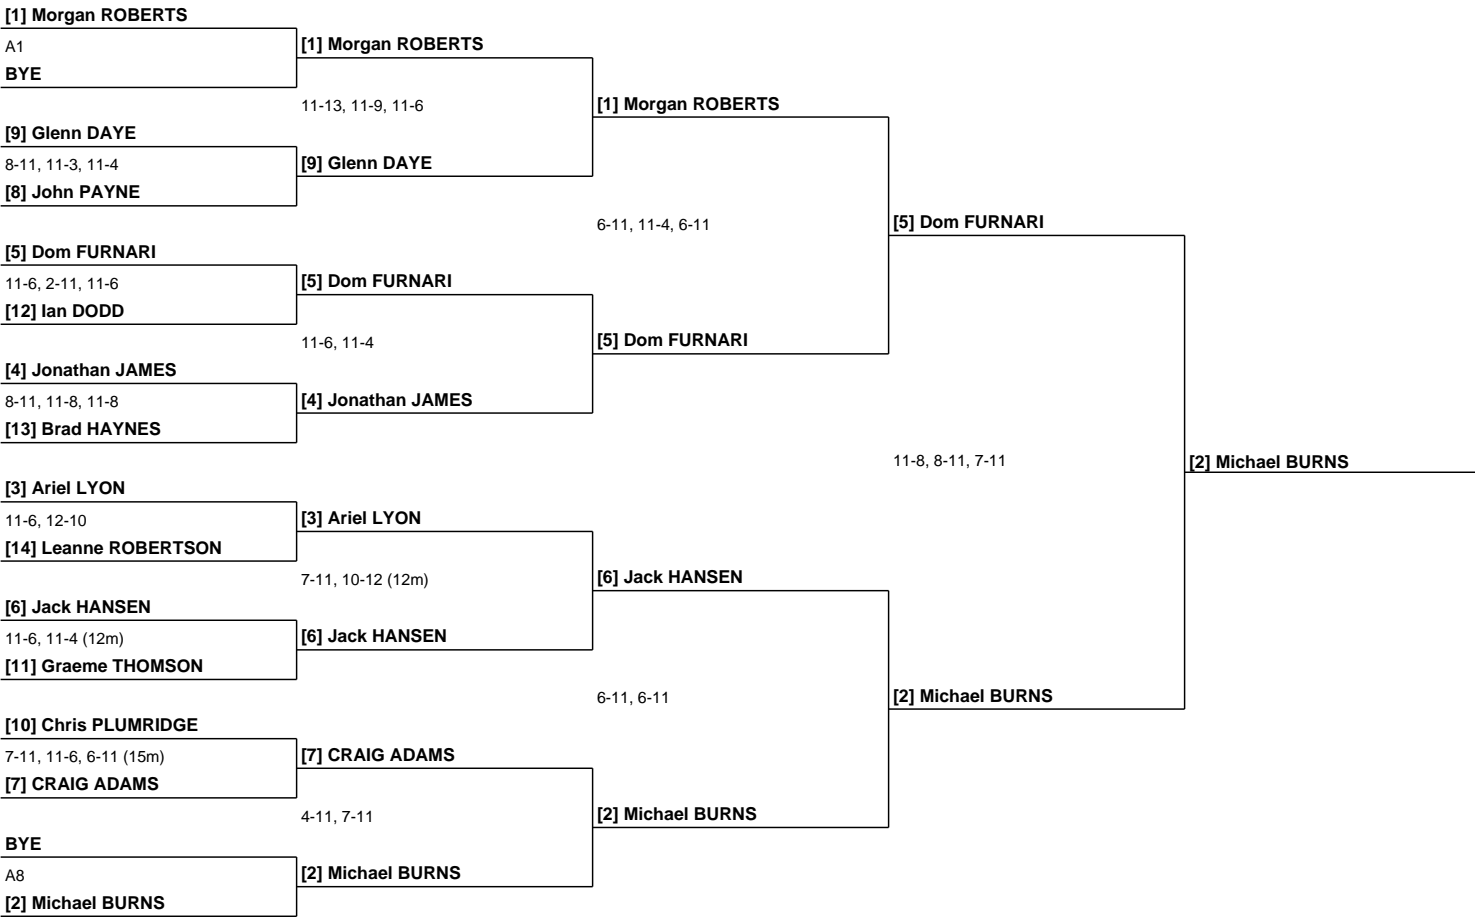 [1] Morgan ROBERTS
A1
BYE
[1] Morgan ROBERTS
11-13, 11-9, 11-6
[1] Morgan ROBERTS
[9] Glenn DAYE
8-11, 11-3, 11-4
[8] John PAYNE
[9] Glenn DAYE
6-11, 11-4, 6-11
[5] Dom FURNARI
[5] Dom FURNARI
11-6, 2-11, 11-6
[12] Ian DODD
[5] Dom FURNARI
11-6, 11-4
[5] Dom FURNARI
[4] Jonathan JAMES
8-11, 11-8, 11-8
[13] Brad HAYNES
[4] Jonathan JAMES
11-8, 8-11, 7-11
[2] Michael BURNS
[3] Ariel LYON
11-6, 12-10
[14] Leanne ROBERTSON
[3] Ariel LYON
7-11, 10-12 (12m)
[6] Jack HANSEN
[6] Jack HANSEN
11-6, 11-4 (12m)
[11] Graeme THOMSON
[6] Jack HANSEN
6-11, 6-11
[2] Michael BURNS
[10] Chris PLUMRIDGE
7-11, 11-6, 6-11 (15m)
[7] CRAIG ADAMS
[7] CRAIG ADAMS
4-11, 7-11
[2] Michael BURNS
BYE
A8
[2] Michael BURNS
[2] Michael BURNS